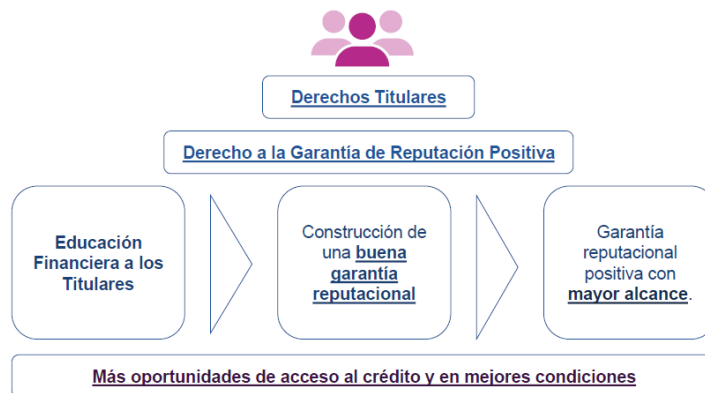 Derechos Titulares
Derecho a la Garantía de Reputación Positiva
Educación
Financiera a los
Titulares
Construcción de
una buena
garantía
reputacional
Garantía
reputacional
positiva con
mayor alcance.
Más oportunidades de acceso al crédito y en mejores condiciones